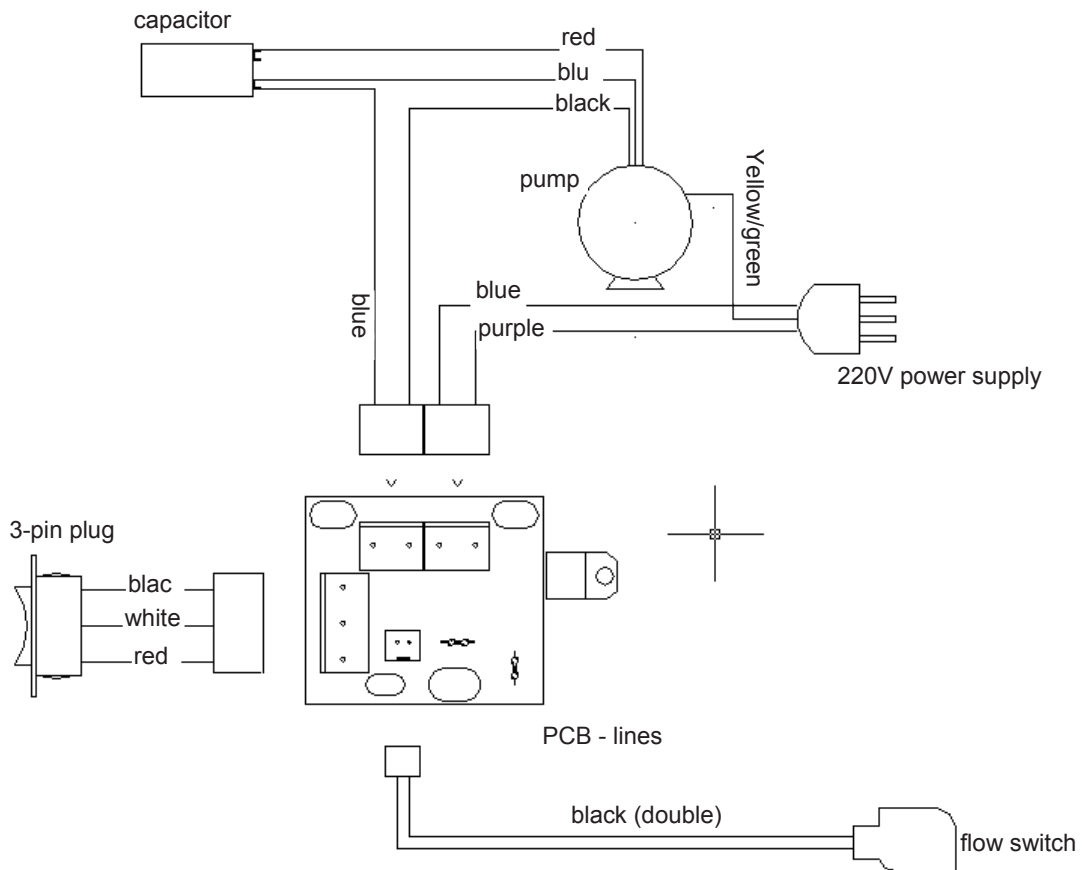 capacitor
red
blu
black
pump
Yellow/green
blue
blue
purple
220V power supply
3-pin plug
blac
white
red
PCB - lines
black (double)
flow switch